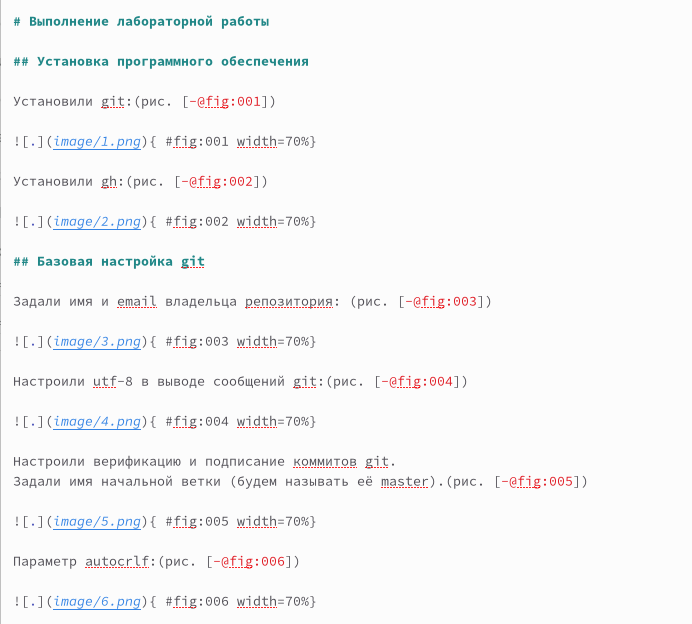 # Выполнение лабораторной работы
## Установка программного обеспечения
Установили git:(рис. [-@fig:001])
![.](image/1.png){ #fig:001 width=70%}
Установили gh:(рис. [-@fig:002])
![.](image/2.png){ #fig:002 width=70%}
## Базовая настройка git
Задали имя и email владельца репозитория: (рис. [-@fig:003])
![.](image/3.png){ #fig:003 width=70%}
Настроили utf-8 в выводе сообщений git:(рис. [-@fig:004])
![.](image/4.png){ #fig:004 width=70%}
Настроили верификацию и подписание коммитов git.
Задали имя начальной ветки (будем называть её master).(рис. [-@fig:005])
![.](image/5.png){ #fig:005 width=70%}
Параметр autocrlf:(рис. [-@fig:006])
![.](image/6.png){ #fig:006 width=70%}